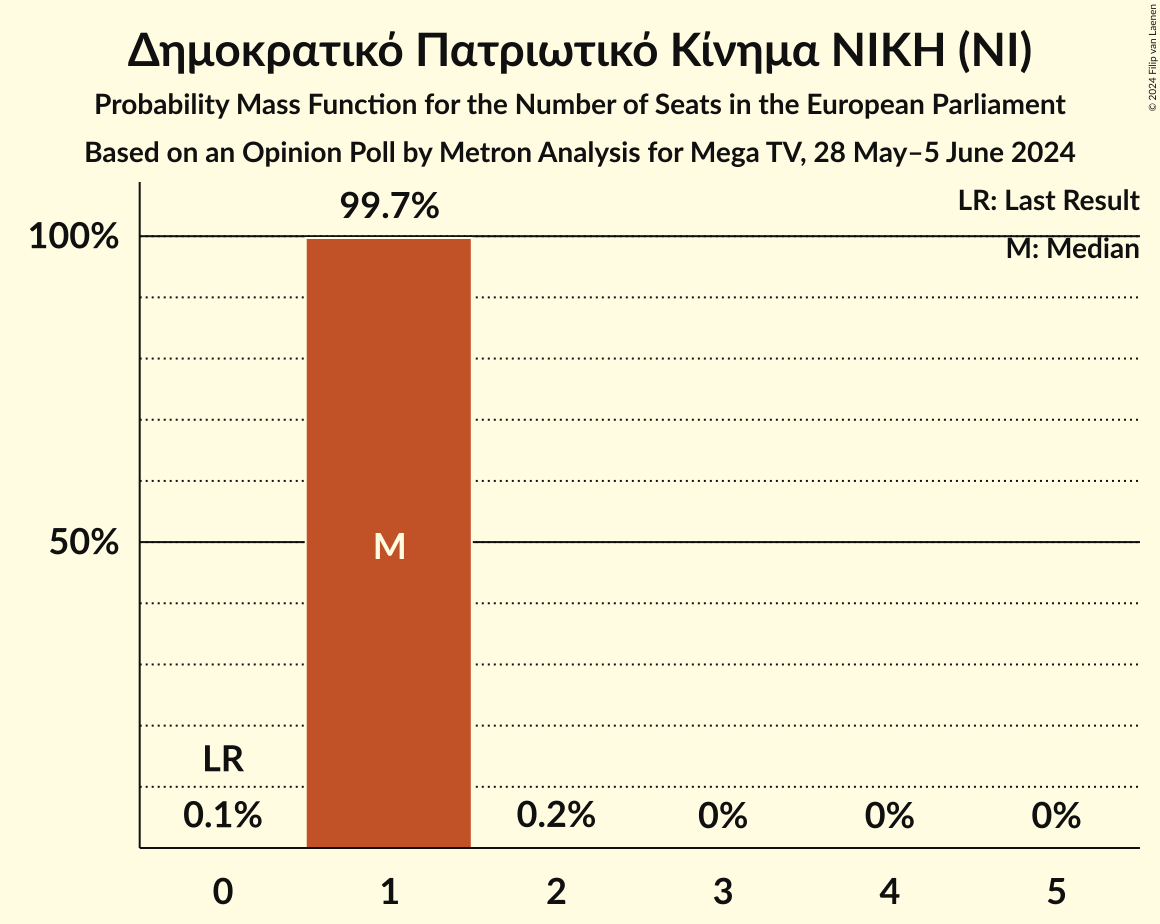 Δημοκρατικό Πατριωτικό Κίνημα ΝΙΚΗ (NI)
Probability Mass Function for the Number of Seats in the European Parliament
Based on an Opinion Poll by Metron Analysis for Mega TV, 28 May–5 June 2024
© 2024 Filip van Laenen
LR: Last Result
M: Median
99.7%
100%
50%
M
LR
0.1%
0.2%
0%
0%
0%
0
1
2
3
4
5